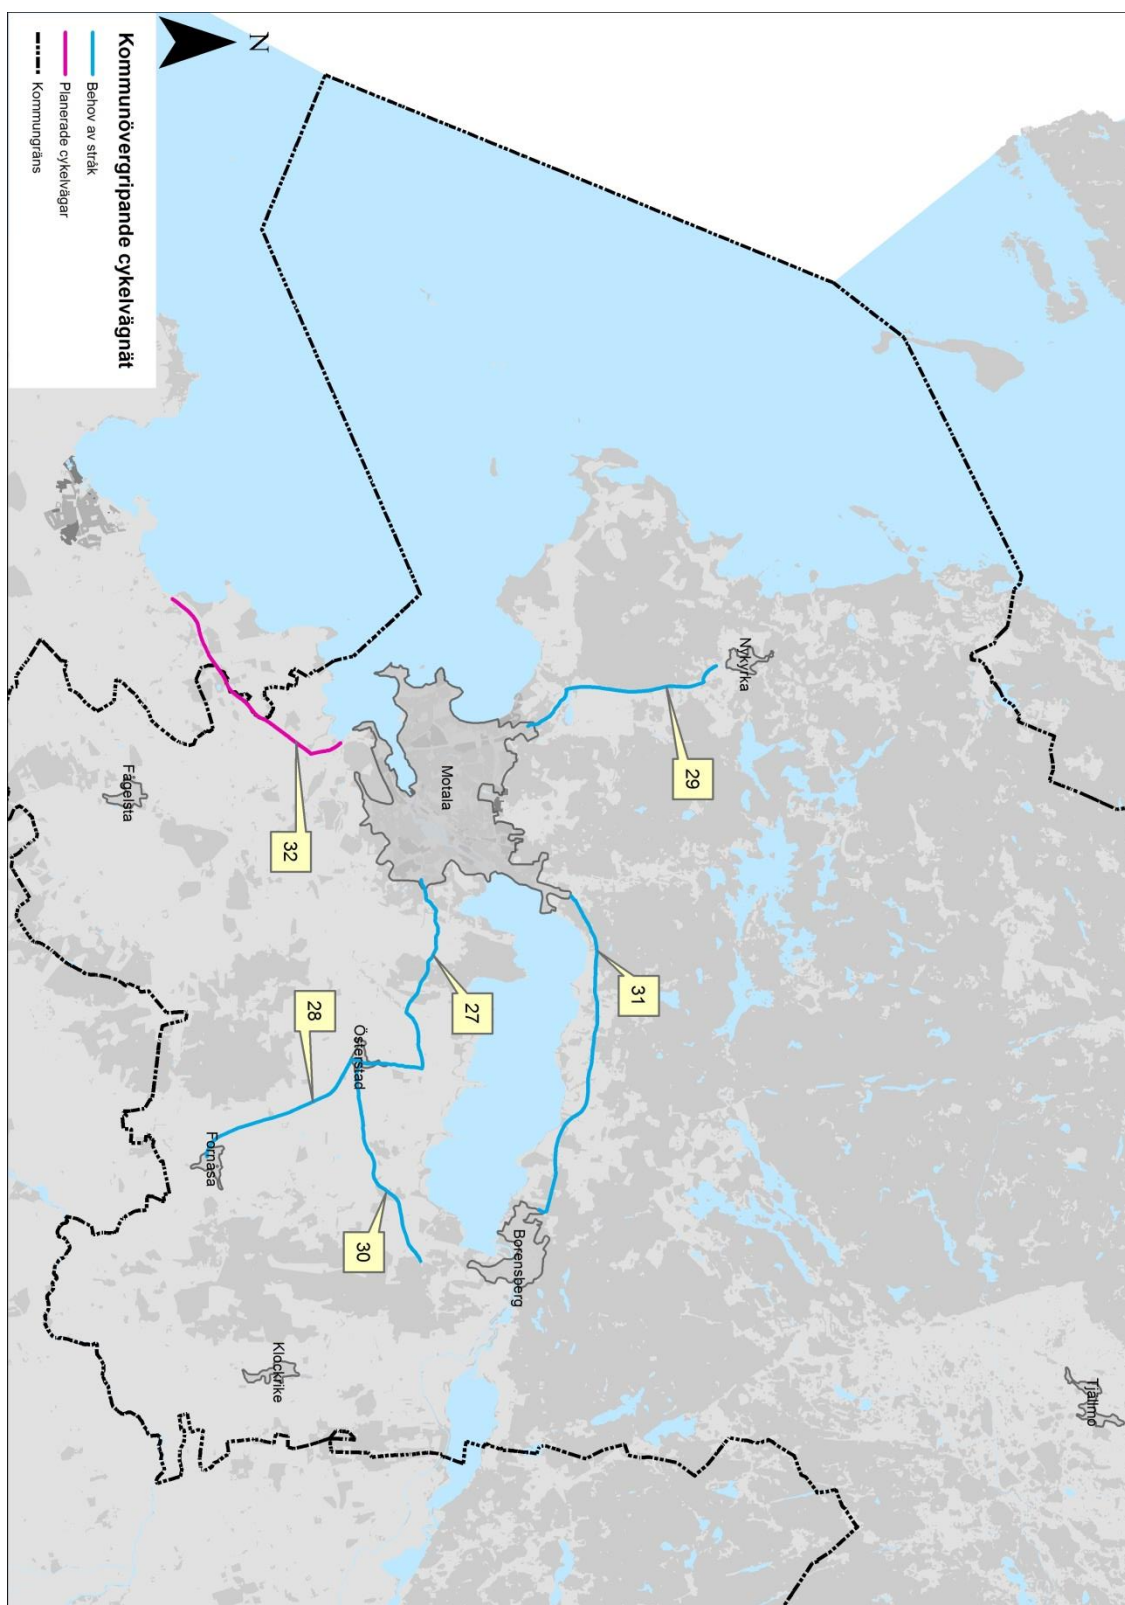 Kommunövergripande cykelvägnät
Behov av stråk
Planerade cykelvägar
Kommungräns
N
Tjällmo
Nykyrka
29
31
Borensberg
Motala
27
Österstad
30
28
32
Klockrike
Fornåsa
Fågelsta